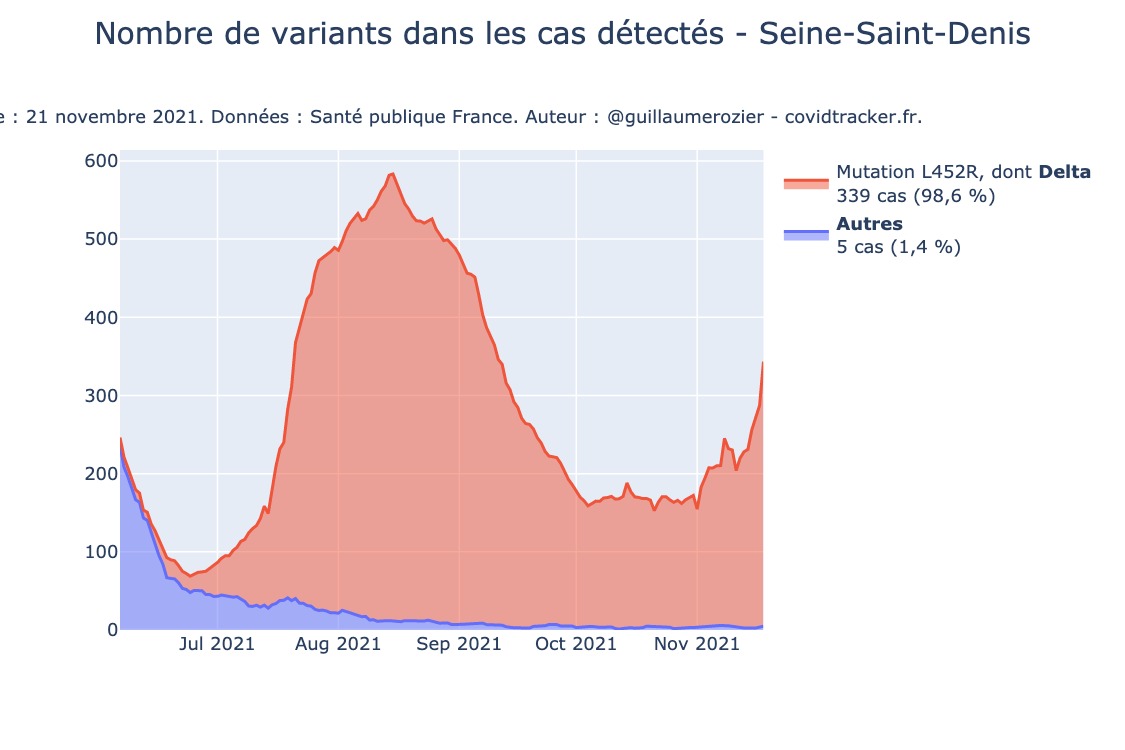 Nombre de variants dans les cas détectés - Seine-Saint-Denis
: 21 novembre 2021. Données : Santé publique France. Auteur : @guillaumerozier - covidtracker.fr.
600
500
400
300
200
100
0
Jul 2021 Aug 2021 Sep 2021 Oct 2021 Nov 2021
Mutation L452R, dont Delta
339 cas (98,6 %)
Autres
5 cas (1,4 %)